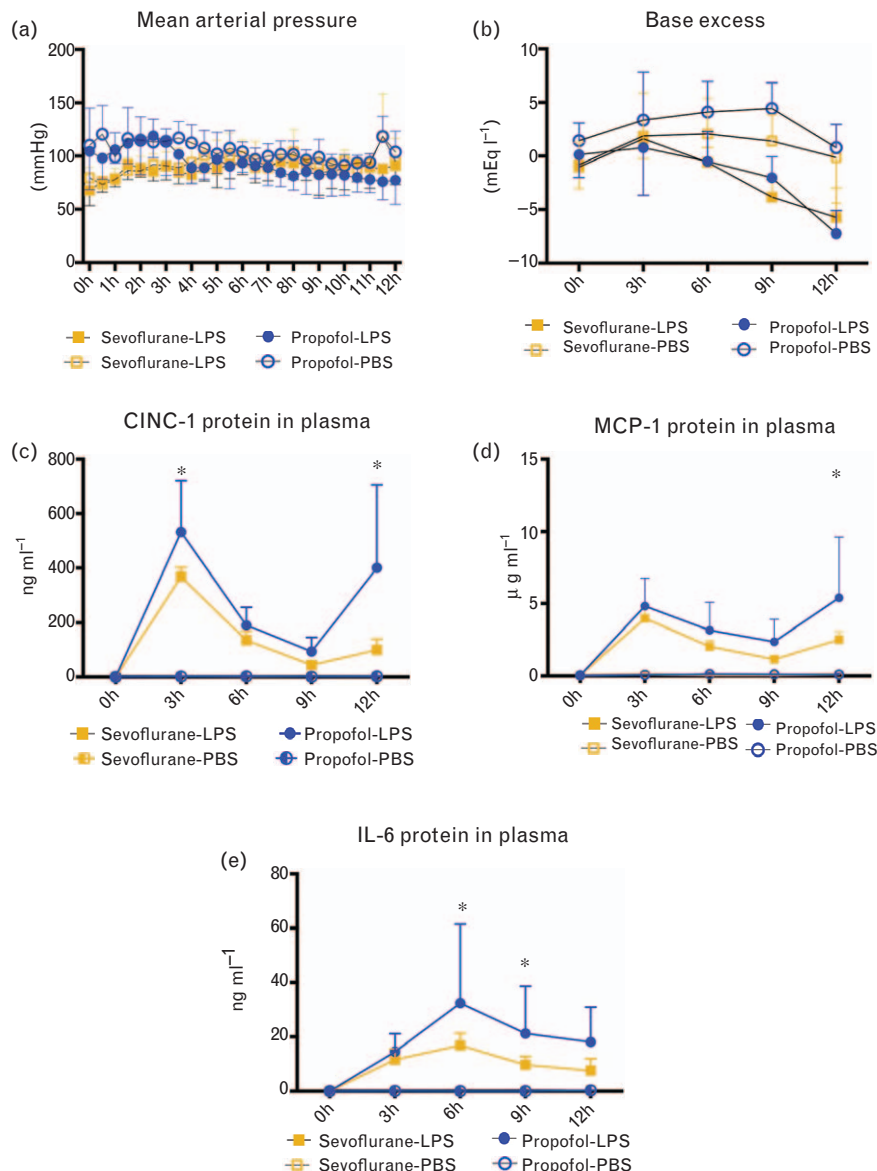 Mean arterial pressure
(a)
200
150
100
50
0
(mmHg)
0h
1h
2h
3h
4h
5h
6h
7h
8h
9h
10h
11h
12h
Sevoflurane-LPS
Propofol-LPS
Sevoflurane-LPS
Propofol-PBS
Base excess
(b)
10
5
0
−5
−10
(mEq l−1)
0h
3h
6h
9h
12h
Sevoflurane-LPS
Propofol-LPS
Sevoflurane-PBS
Propofol-PBS
CINC-1 protein in plasma
(c)
800
600
400
200
0
ng ml−1
*
*
0h
3h
6h
9h
12h
Sevoflurane-LPS
Propofol-LPS
Sevoflurane-PBS
Propofol-PBS
MCP-1 protein in plasma
(d)
15
10
5
0
μ g ml−1
*
0h
3h
6h
9h
12h
Sevoflurane-LPS
Propofol-LPS
Sevoflurane-PBS
Propofol-PBS
IL-6 protein in plasma
(e)
80
60
40
20
0
ng ml−1
*
*
0h
3h
6h
9h
12h
Sevoflurane-LPS
Propofol-LPS
Sevoflurane-PBS
Propofol-PBS